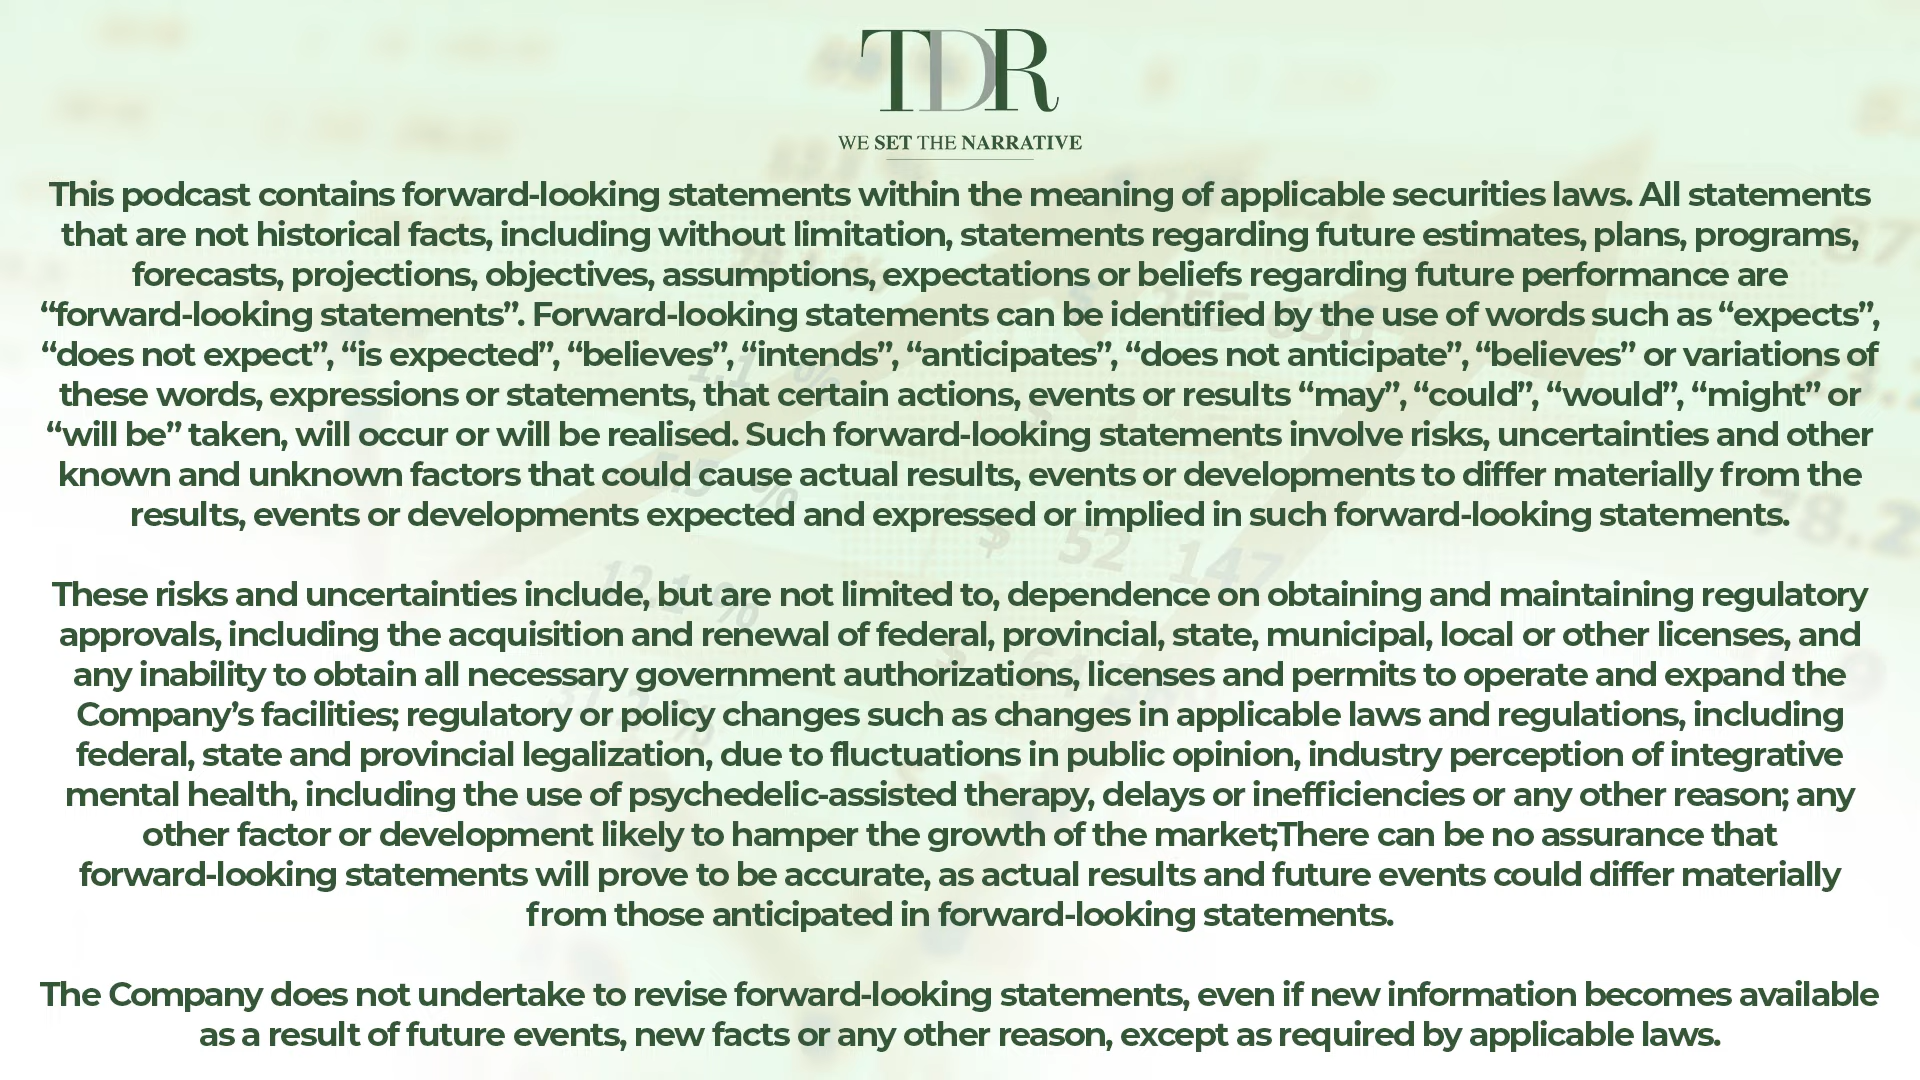 TDR
WE SET THE NARRATIVE
This podcast contains forward-looking statements within the meaning of applicable securities laws. All statements
that are not historical facts, including without limitation, statements regarding future estimates, plans, programs,
forecasts, projections, objectives, assumptions, expectations or beliefs regarding future performance are
“forward-looking statements”. Forward-looking statements can be identified by the use of words such as “expects”,
“does not expect”, “is expected”, “believes”, “intends”, “anticipates”, “does not anticipate”, “believes” or variations of
these words, expressions or statements, that certain actions, events or results “may”, “could”, “would”, “might” or
“will be” taken, will occur or will be realised. Such forward-looking statements involve risks, uncertainties and other
known and unknown factors that could cause actual results, events or developments to differ materially from the
results, events or developments expected and expressed or implied in such forward-looking statements.
These risks and uncertainties include, but are not limited to, dependence on obtaining and maintaining regulatory
approvals, including the acquisition and renewal of federal, provincial, state, municipal, local or other licenses, and
any inability to obtain all necessary government authorizations, licenses and permits to operate and expand the
Company’s facilities; regulatory or policy changes such as changes in applicable laws and regulations, including
federal, state and provincial legalization, due to fluctuations in public opinion, industry perception of integrative
mental health, including the use of psychedelic-assisted therapy, delays or inefficiencies or any other reason; any
other factor or development likely to hamper the growth of the market;There can be no assurance that
forward-looking statements will prove to be accurate, as actual results and future events could differ materially
from those anticipated in forward-looking statements.
The Company does not undertake to revise forward-looking statements, even if new information becomes available
as a result of future events, new facts or any other reason, except as required by applicable laws.